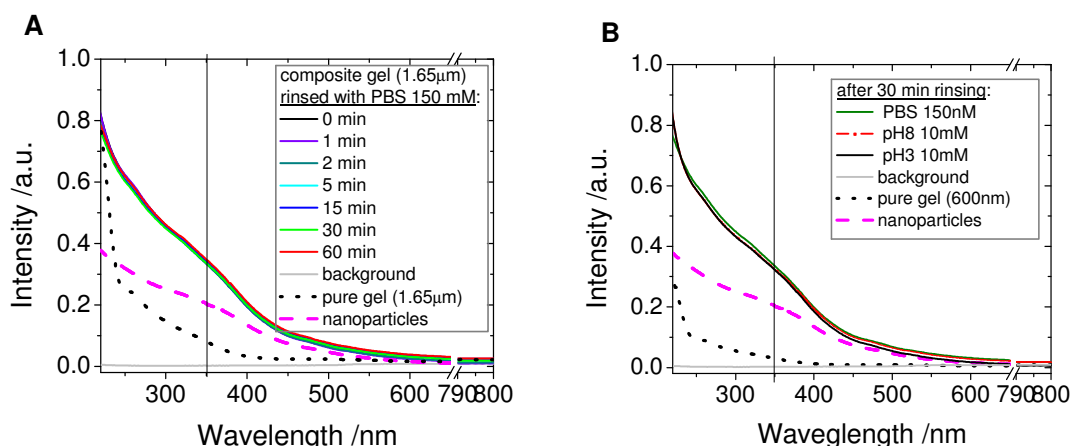 A
Intensity /a.u.
1.0
0.8
0.6
0.4
0.2
0.0
composite gel (1.65μm)
rinsed with PBS 150 mM:
0 min
1 min
2 min
5 min
15 min
30 min
60 min
background
pure gel (1.65μm)
nanoparticles
300 400 500 600 790 800
Wavelength /nm
B
Intensity /a.u.
1.0
0.8
0.6
0.4
0.2
0.0
after 30 min rinsing:
PBS 150nM
pH8 10mM
pH3 10mM
background
pure gel (600nm)
nanoparticles
300 400 500 600 790 800
Waveglength /nm